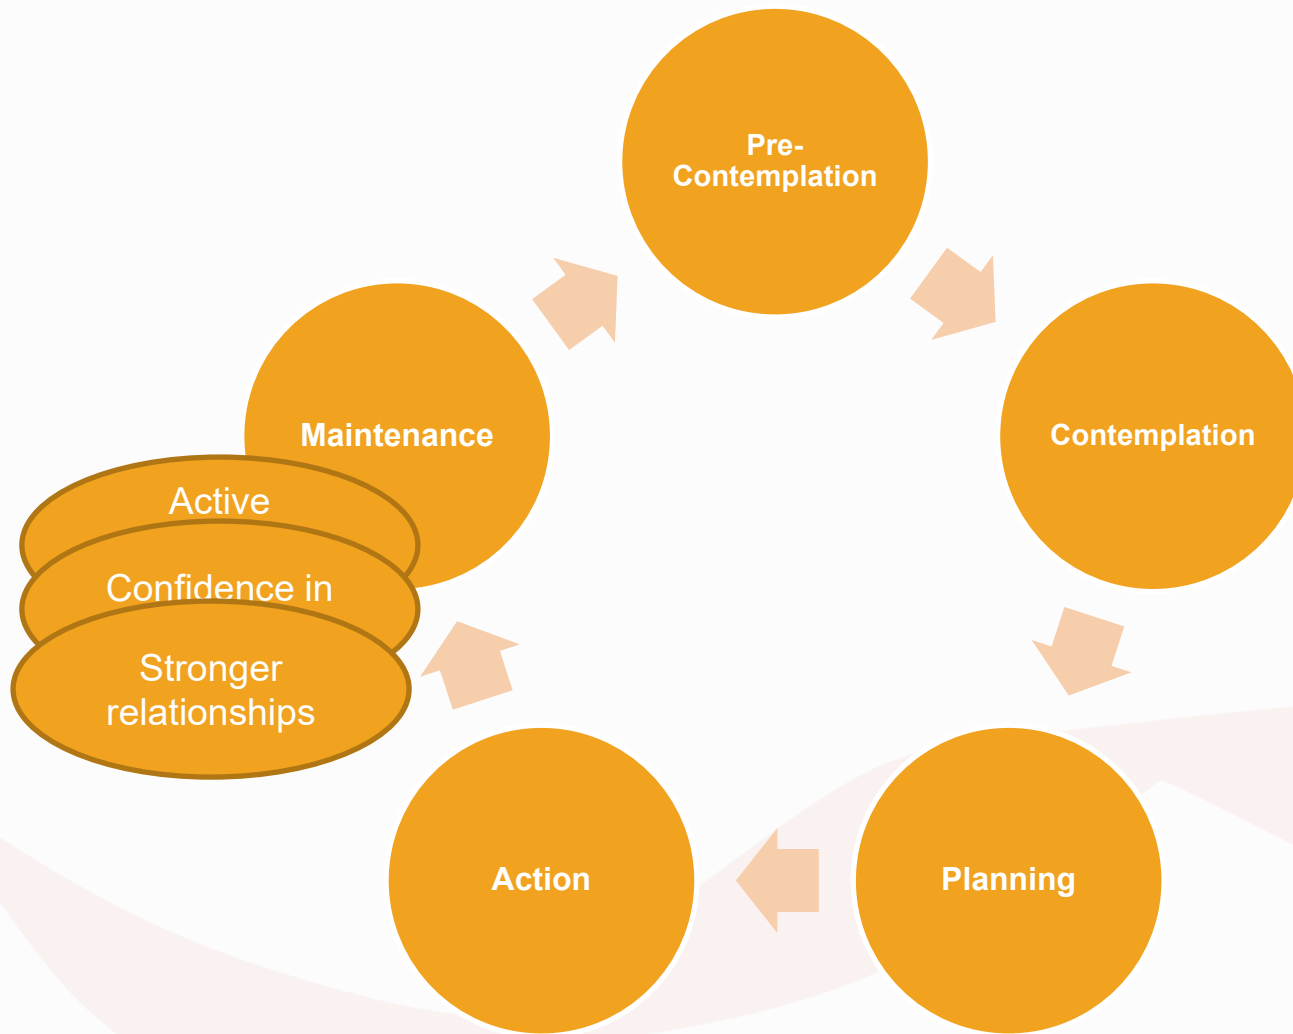 Pre-
Contemplation
Maintenance
Contemplation
Active
Confidence in
Stronger
relationships
Action
Planning